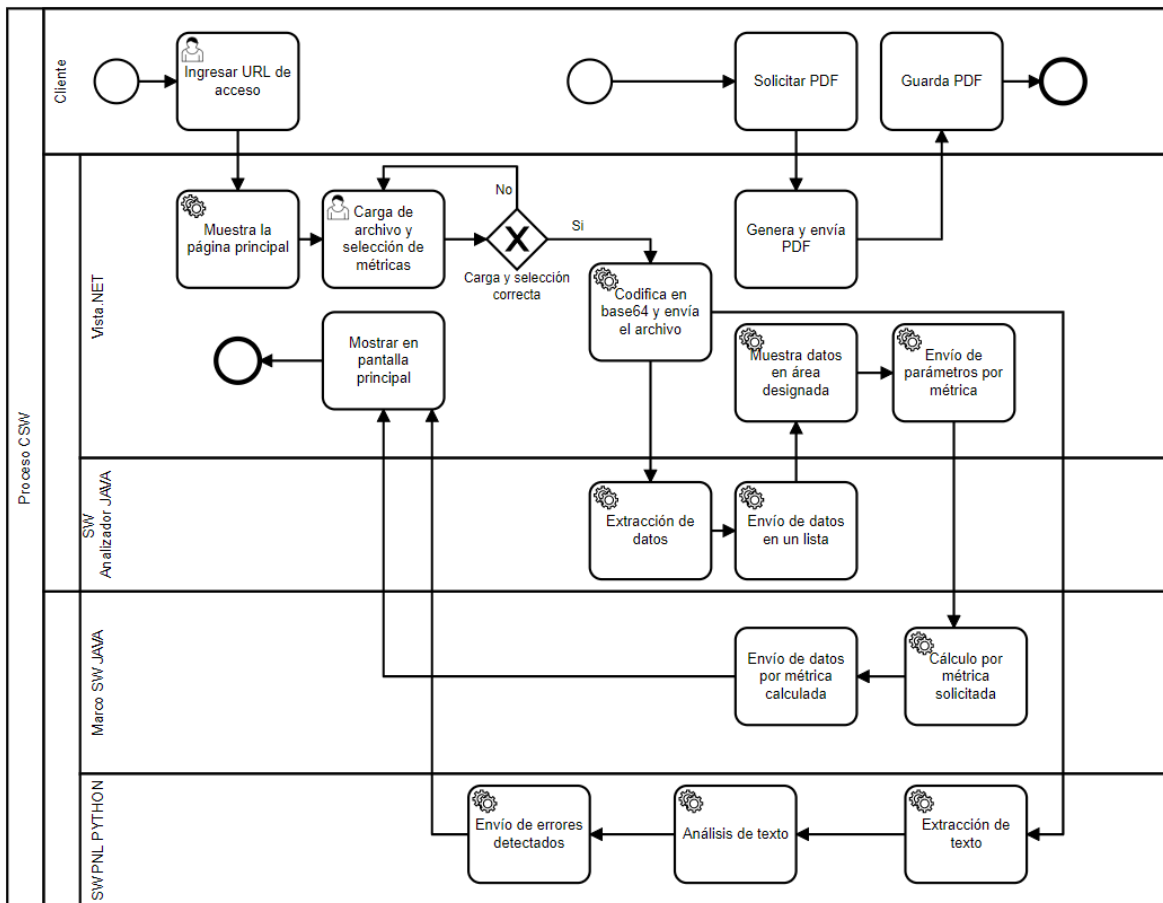 Proceso CSW
Cliente
Ingresar URL de
acceso
Solicitar PDF
Guarda PDF
Vista.NET
Muestra la
página principal
Carga de
archivo y
selección de
métricas
No
Si
Carga y selección
correcta
Codifica en
base64 y envía
el archivo
Genera y envía
PDF
Mostrar en
pantalla
principal
Muestra datos
en área
designada
Envío de
parámetros por
métrica
SW
Analizador JAVA
Extracción de
datos
Envío de datos
en un lista
Marco SW JAVA
Envío de datos
por métrica
calculada
Cálculo por
métrica
solicitada
SW PNL PYTHON
Envío de errores
detectados
Análisis de texto
Extracción de
texto